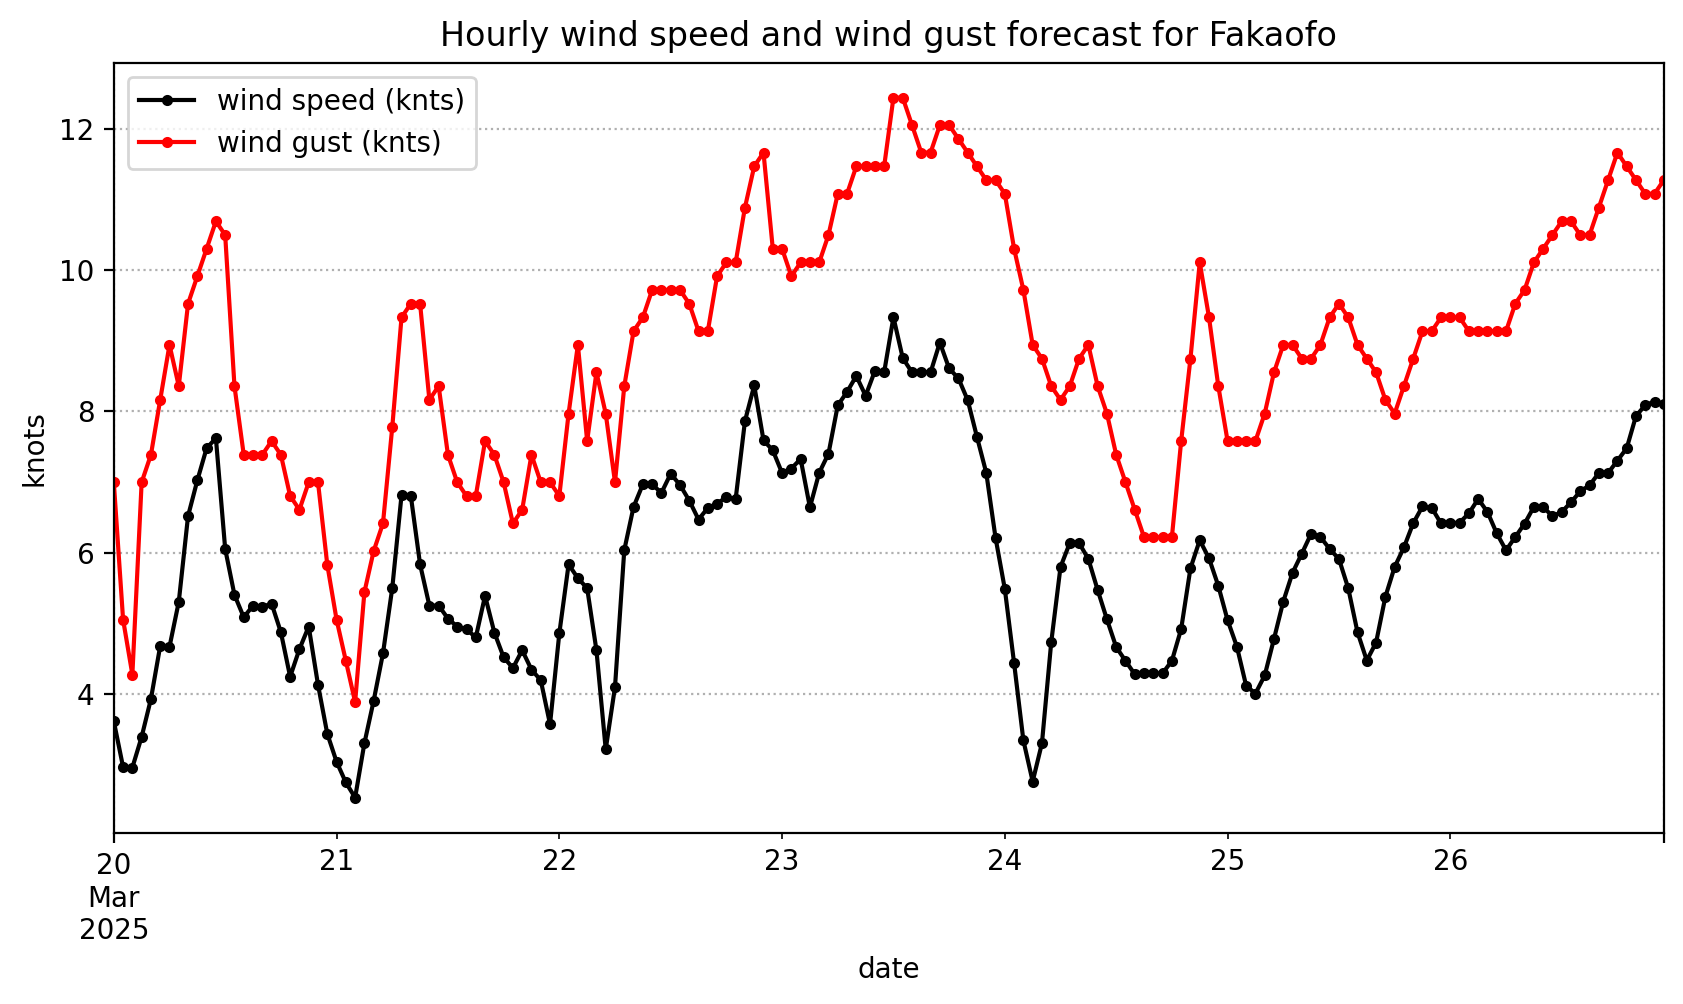 Hourly wind speed and wind gust forecast for Fakaofo
wind speed (knts)
wind gust (knts)
12
10
8
6
4
knots
20
Mar
2025
21
22
23
24
25
26
date